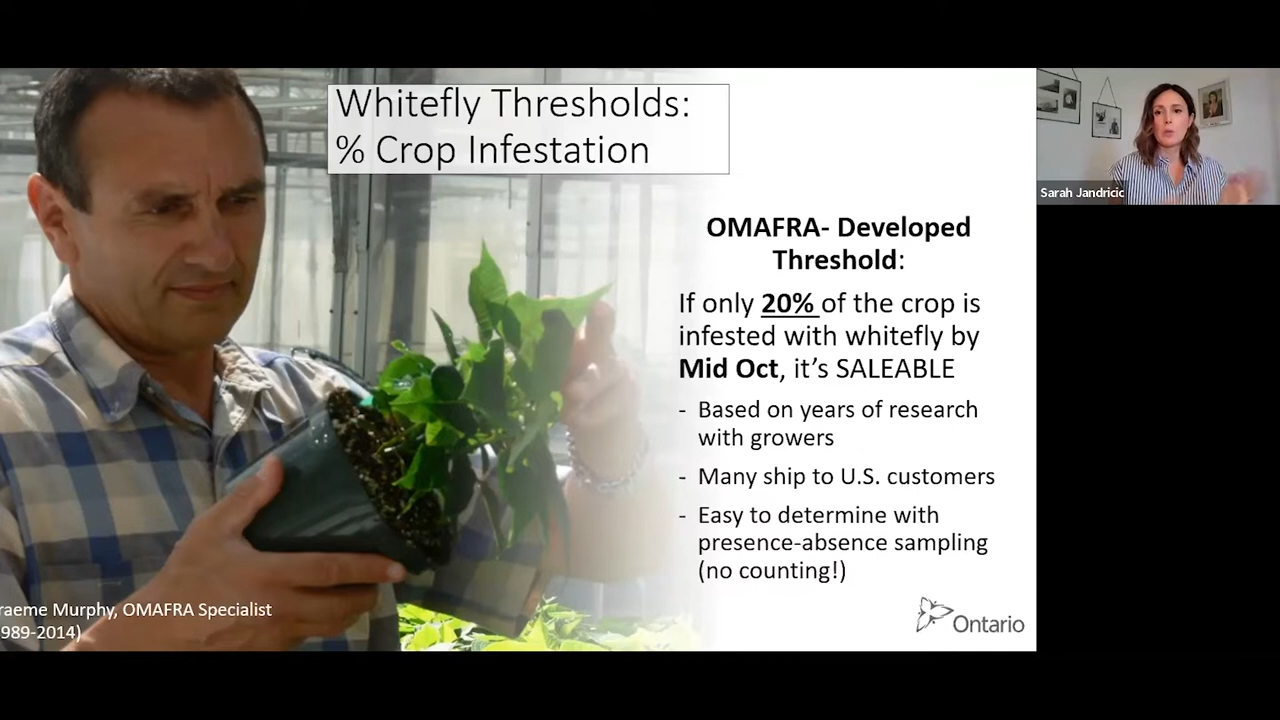 Whitefly Thresholds:
% Crop Infestation
OMAFRA- Developed
Threshold:
If only 20% of the crop is
infested with whitefly by
Mid Oct, it's SALEABLE
- Based on years of research
with growers
- Many ship to U.S. customers
- Easy to determine with
presence-absence sampling
(no counting!)
raeme Murphy, OMAFRA Specialist
989-2014)
Ontario
Sarah Jandricic